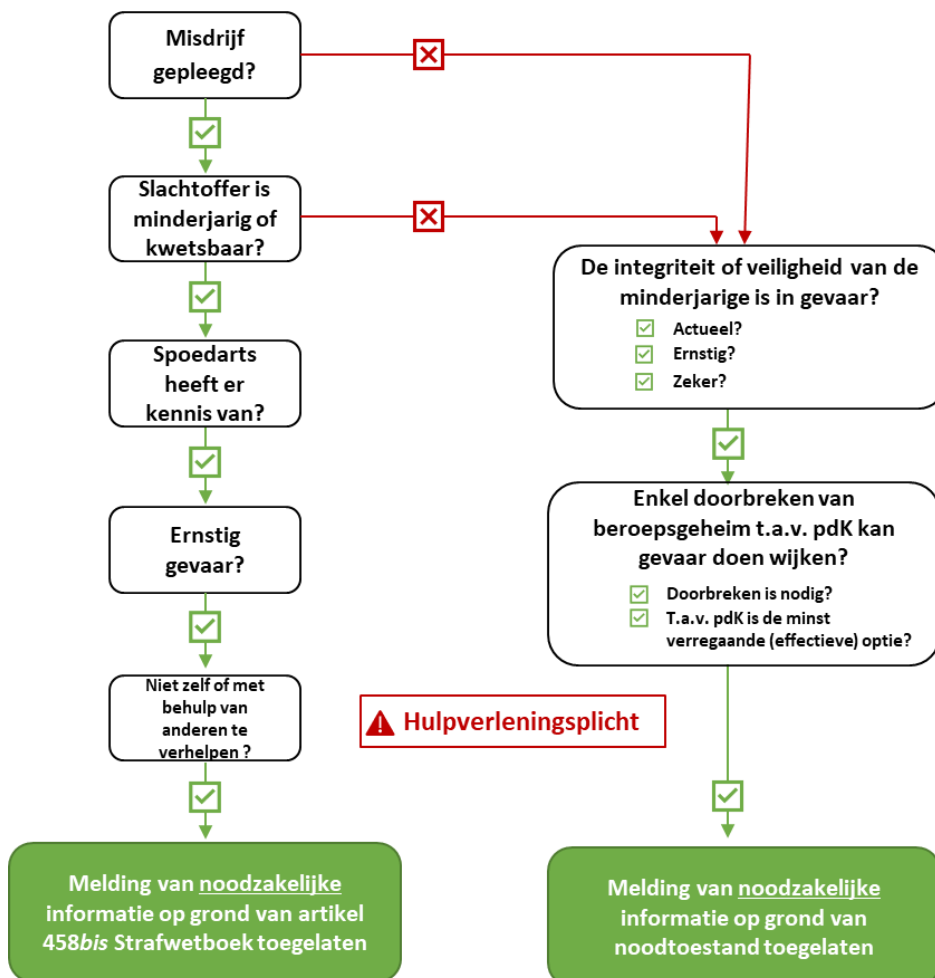 Misdrijf
gepleegd?
Slachtoffer is
minderjarig of
kwetsbaar?
Spoedarts
heeft er
kennis van?
Ernstig
gevaar?
Niet zelf of met
behulp van
anderen te
verhelpen ?
Melding van noodzakelijke
informatie op grond van artikel
458bis Strafwetboek toegelaten
Hulpverleningsplicht
De integriteit of veiligheid van de
minderjarige is in gevaar?
Actueel?
Ernstig?
Zeker?
Enkel doorbreken van
beroepsgeheim t.a.v. pdK kan
gevaar doen wijken?
Doorbreken is nodig?
T.a.v. pdK is de minst
verregaande (effectieve) optie?
Melding van noodzakelijke
informatie op grond van
noodtoestand toegelaten